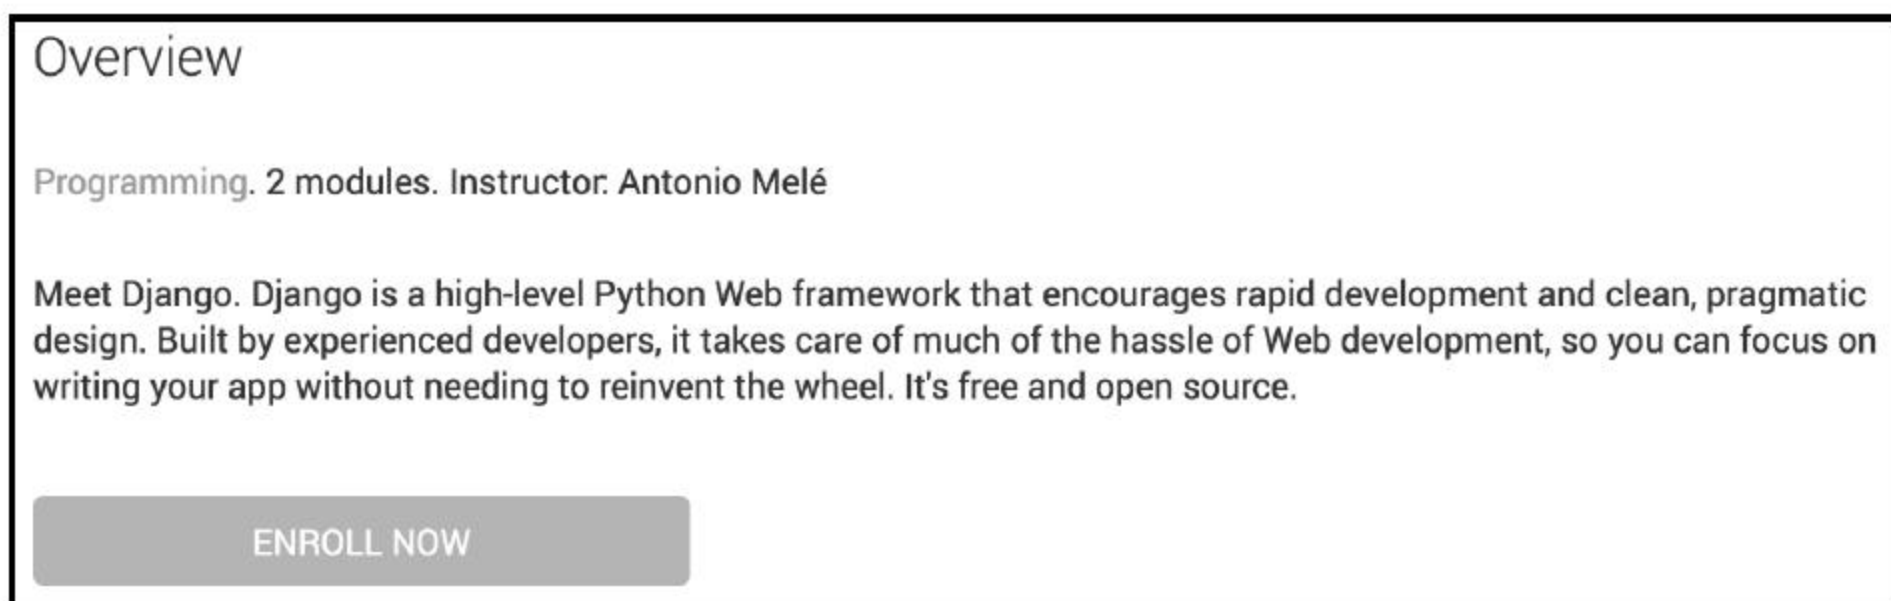 Overview
Programming. 2 modules. Instructor: Antonio Melé
Meet Django. Django is a high-level Python Web framework that encourages rapid development and clean, pragmatic
design. Built by experienced developers, it takes care of much of the hassle of Web development, so you can focus on
writing your app without needing to reinvent the wheel. It's free and open source.
ENROLL NOW